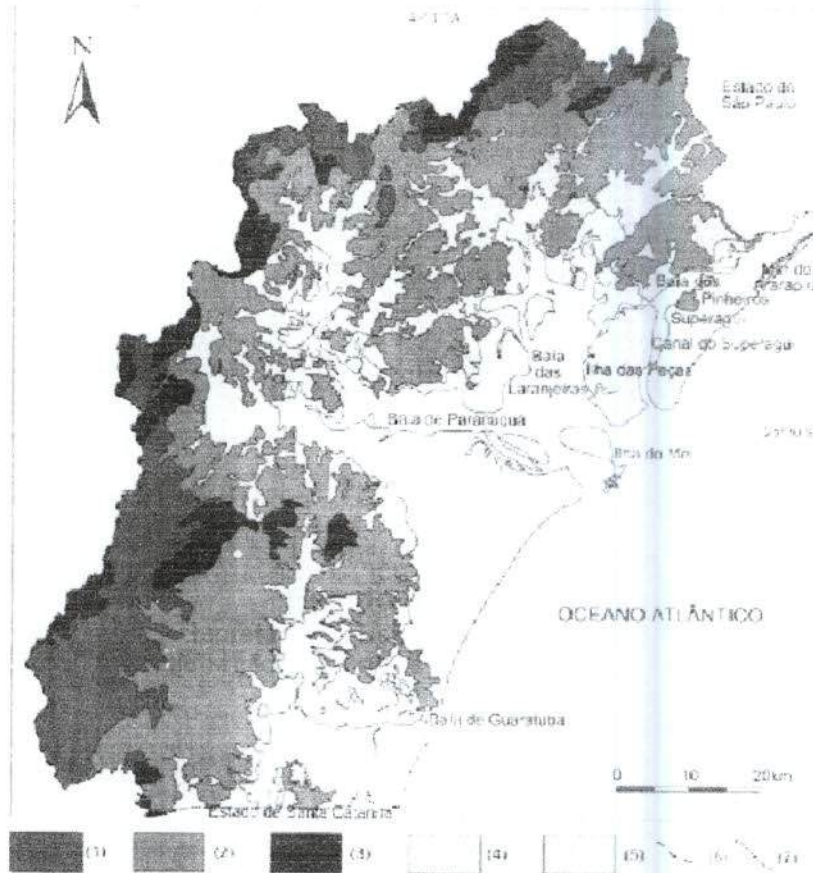 N
Estado de
São Paulo
Baía dos
Pinheiros
Canal do Superagui
Baía
das
Laranjeiras
Ilha das Peças
Baía de Paranaguá
Ilha do Mel
OCEANO ATLÂNTICO
Baía de Guaratuba
0 10 20km
Estado de Santa Catarina
(1) (2) (3) (4) (5) (6) (7)